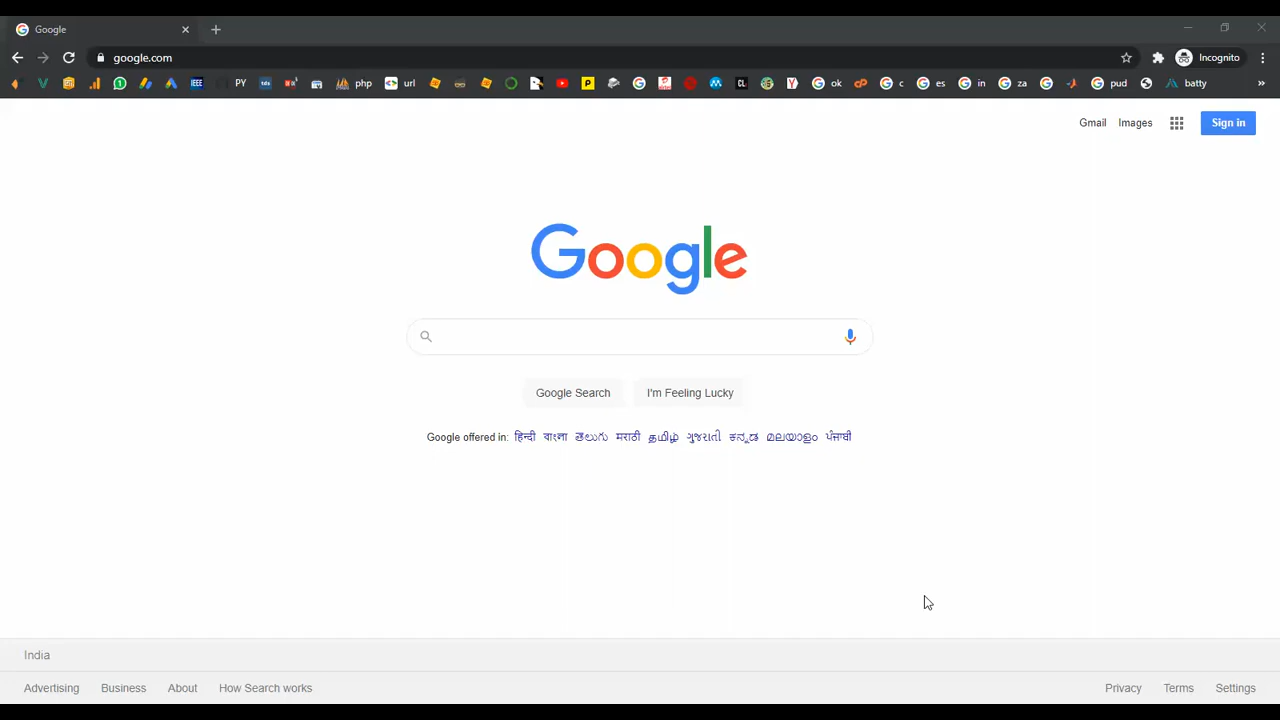 Google
google.com
Incognito
IEEE PY tds php url ok c es in za pud batty
Gmail Images Sign in
Google
Google Search I'm Feeling Lucky
Google offered in: हिन्दी বাংলা తెలుగు मराठी தமிழ் ગુજરાતી ಕನ್ನಡ മലയാളം ਪੰਜਾਬੀ
India
Advertising Business About How Search works Privacy Terms Settings